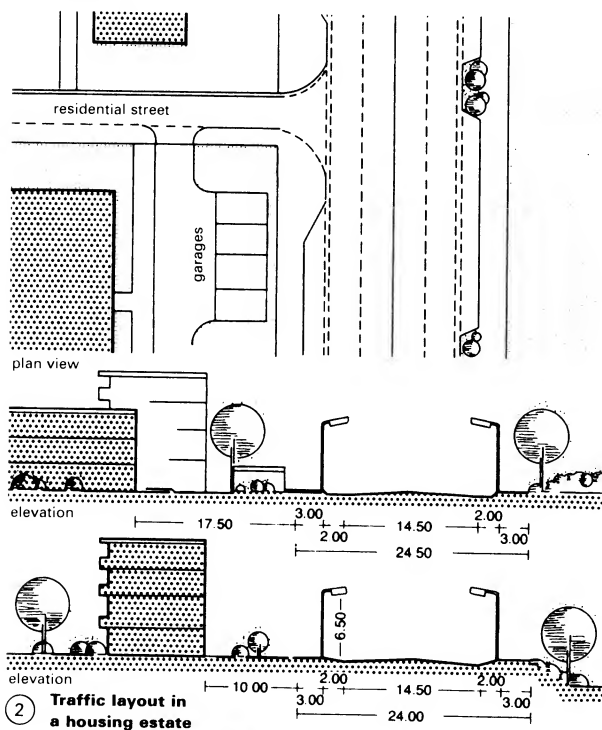 residential street
garages
plan view
elevation
3.00 2.00
17.50 14.50
2 00 3.00
24 50
6.50
elevation 2.00 2.00
10 00 14.50
3.00 3.00
2 Traffic layout in
24.00
a housing estate